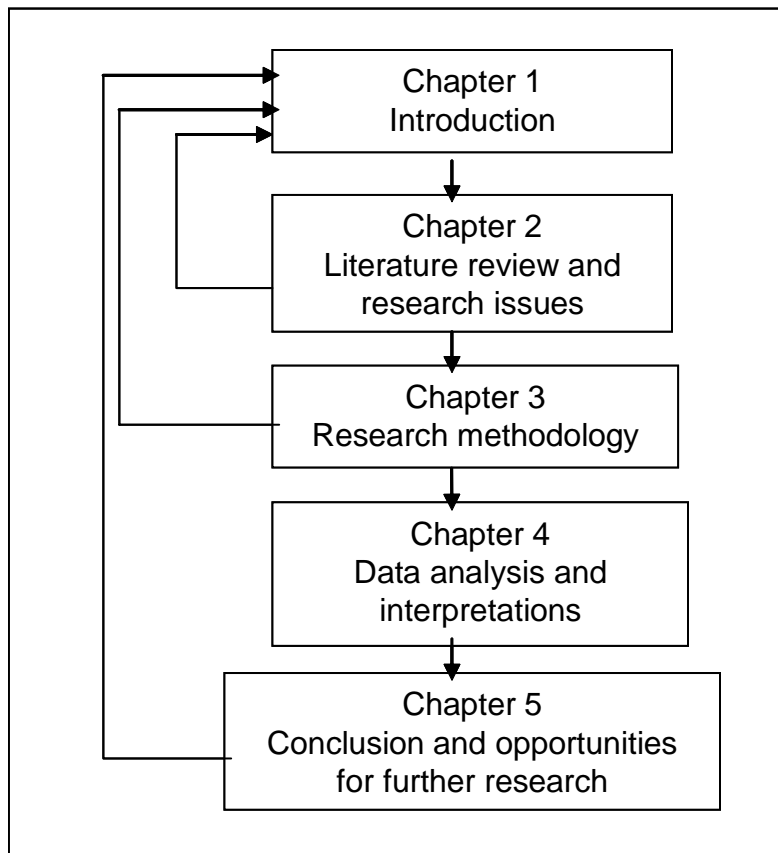 Chapter 1
Introduction
Chapter 2
Literature review and
research issues
Chapter 3
Research methodology
Chapter 4
Data analysis and
interpretations
Chapter 5
Conclusion and opportunities
for further research